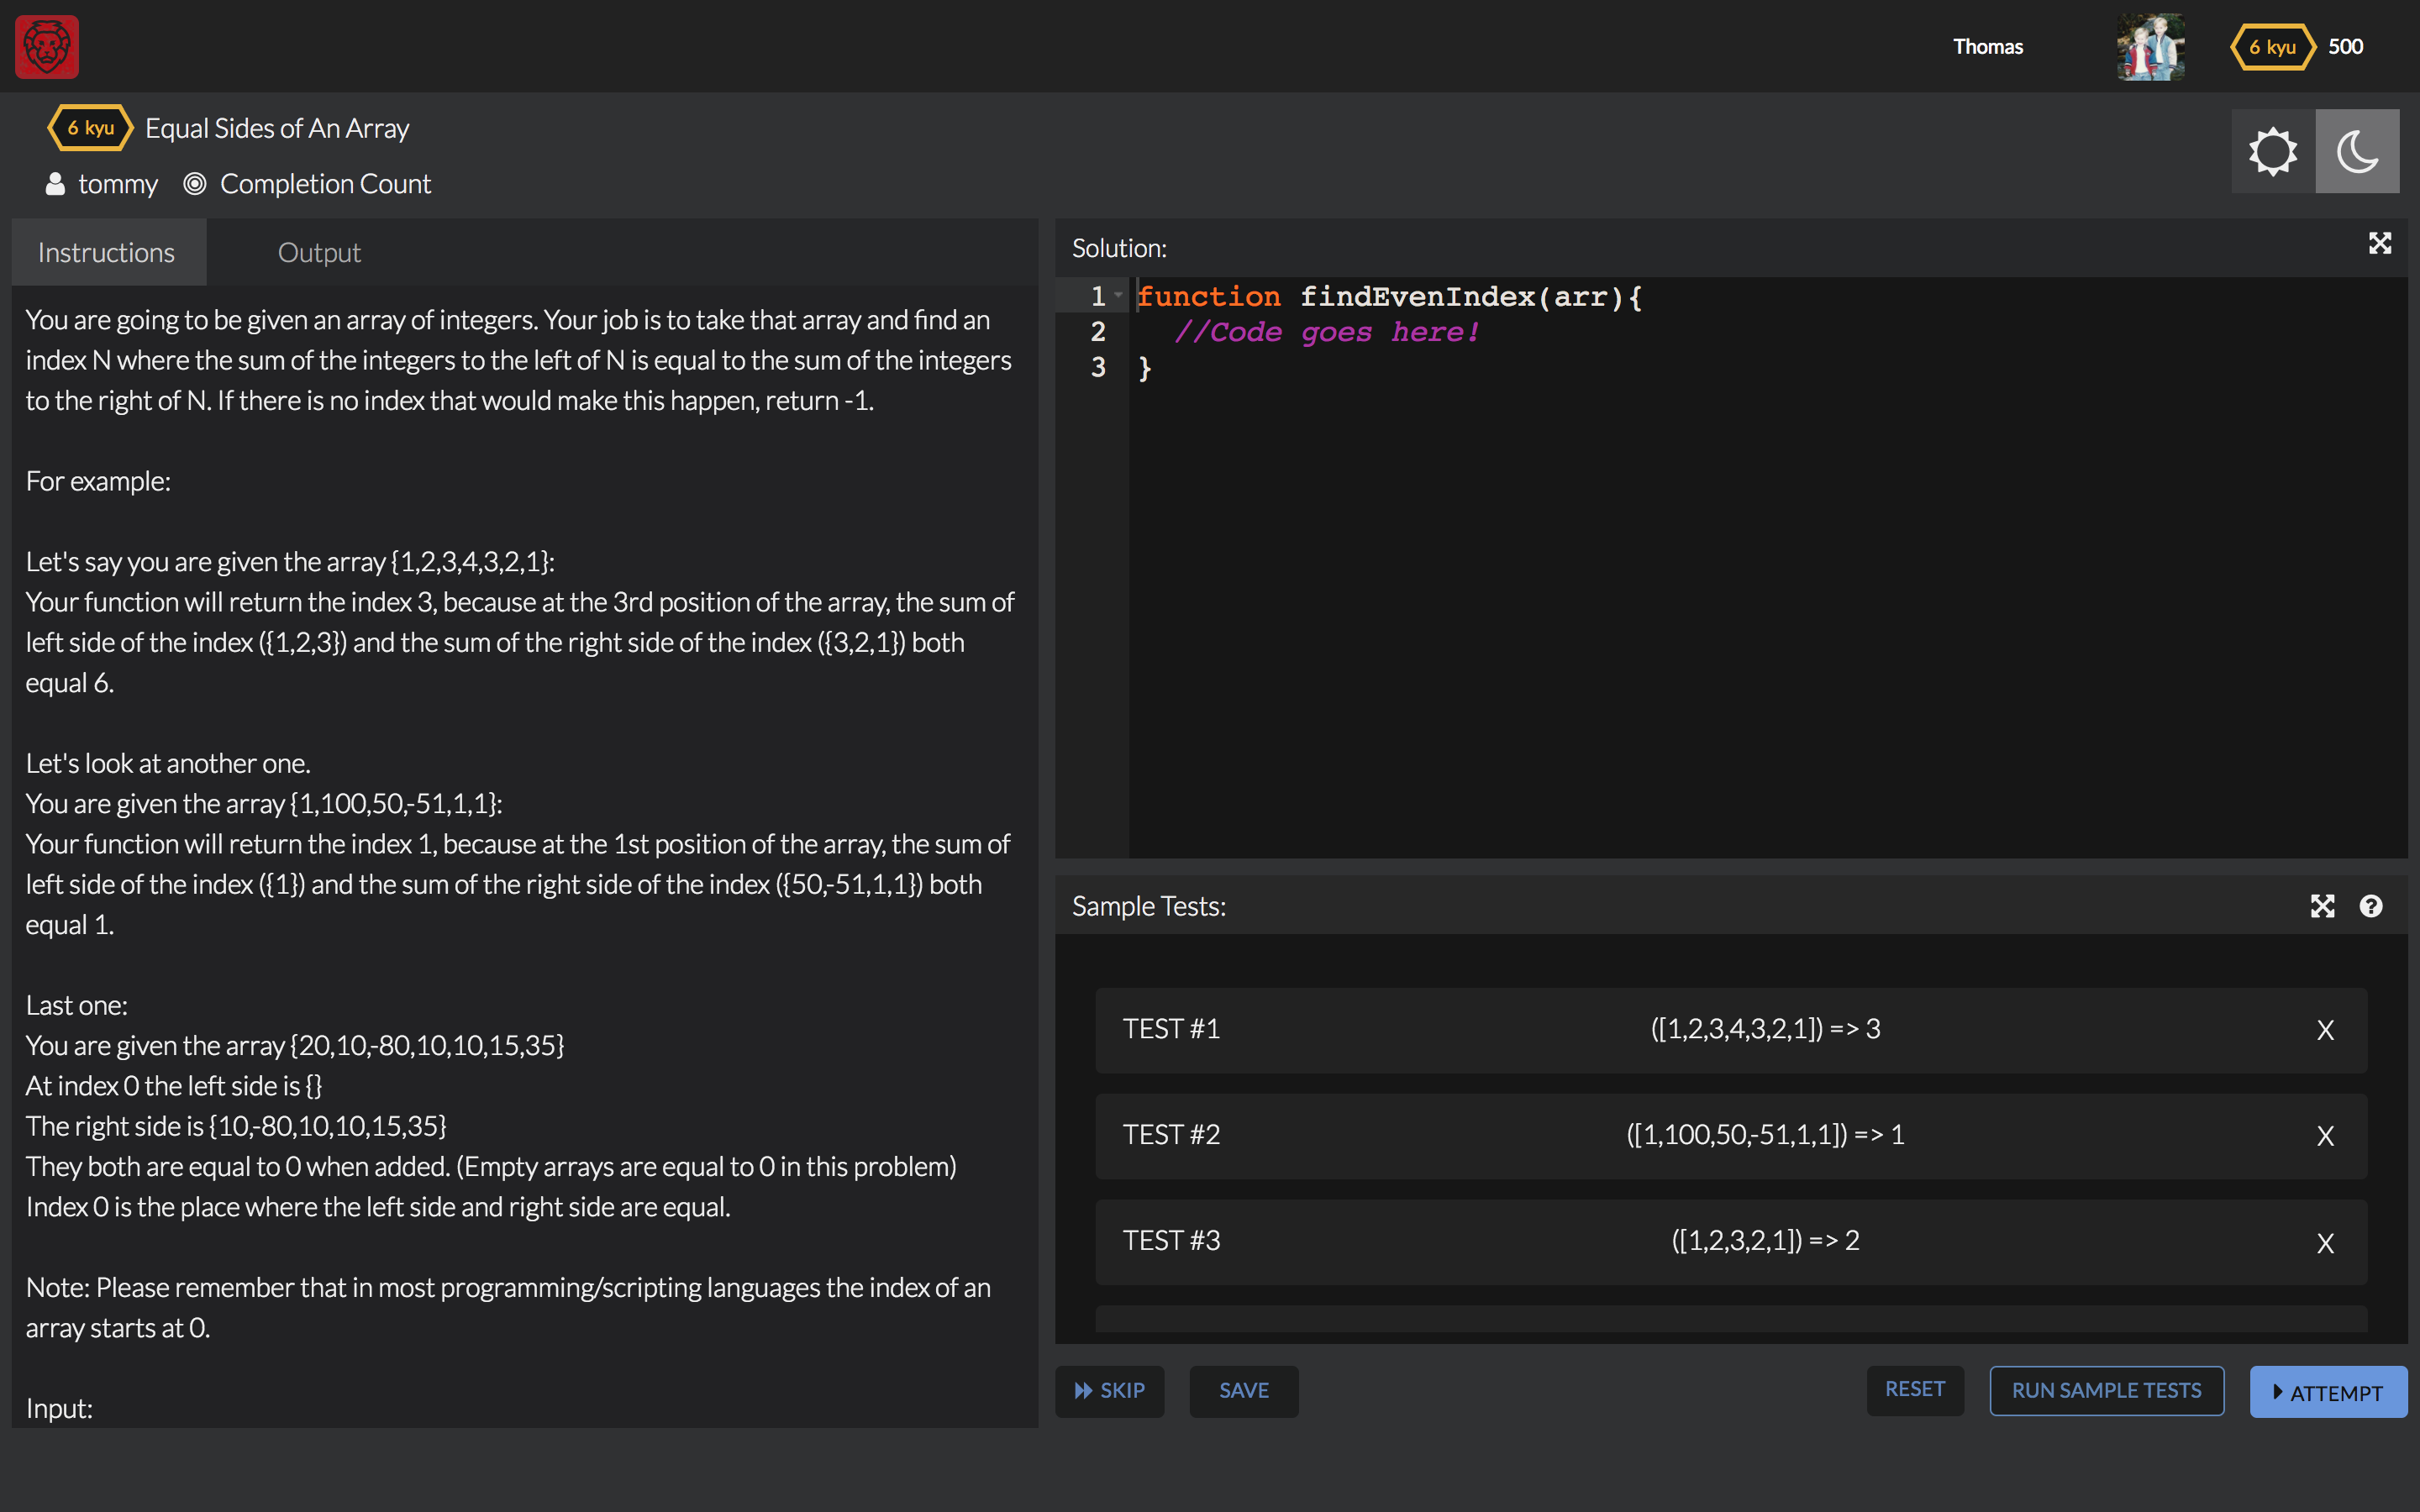 Thomas
6 kyu
500
6 kyu
Equal Sides of An Array
tommy
Completion Count
Instructions
Output
You are going to be given an array of integers. Your job is to take that array and find an
index N where the sum of the integers to the left of N is equal to the sum of the integers
to the right of N. If there is no index that would make this happen, return -1.
For example:
Let's say you are given the array {1,2,3,4,3,2,1}:
Your function will return the index 3, because at the 3rd position of the array, the sum of
left side of the index ({1,2,3}) and the sum of the right side of the index ({3,2,1}) both
equal 6.
Let's look at another one.
You are given the array {1,100,50,-51,1,1}:
Your function will return the index 1, because at the 1st position of the array, the sum of
left side of the index ({1}) and the sum of the right side of the index ({50,-51,1,1}) both
equal 1.
Last one:
You are given the array {20,10,-80,10,10,15,35}
At index 0 the left side is {}
The right side is {10,-80,10,10,15,35}
They both are equal to 0 when added. (Empty arrays are equal to 0 in this problem)
Index 0 is the place where the left side and right side are equal.
Note: Please remember that in most programming/scripting languages the index of an
array starts at 0.
Input:
Solution:
1 function findEvenIndex(arr){
2 //Code goes here!
3 }
Sample Tests:
TEST #1 ([1,2,3,4,3,2,1]) => 3 X
TEST #2 ([1,100,50,-51,1,1]) => 1 X
TEST #3 ([1,2,3,2,1]) => 2 X
SKIP
SAVE
RESET
RUN SAMPLE TESTS
ATTEMPT